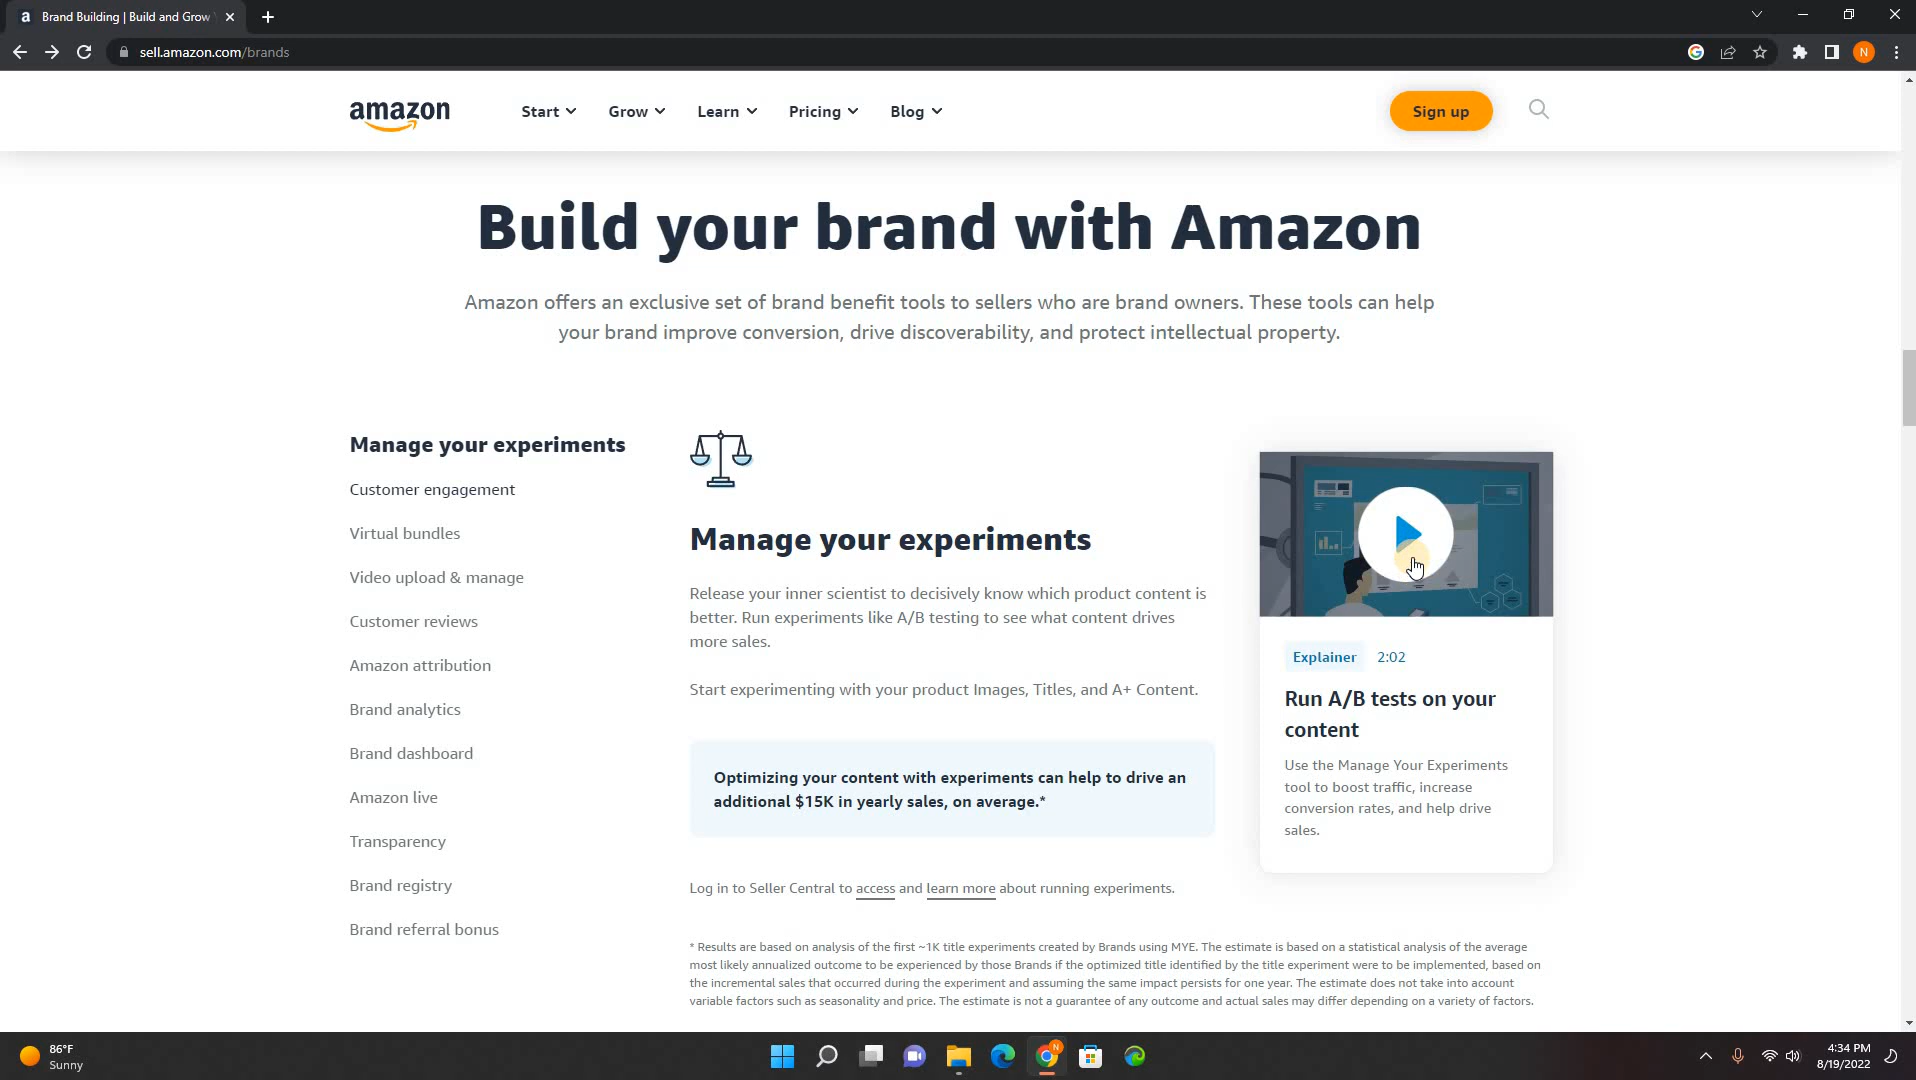 Brand Building | Build and Grow
sell.amazon.com/brands
N
amazon
Start
Grow
Learn
Pricing
Blog
Sign up
Build your brand with Amazon
Amazon offers an exclusive set of brand benefit tools to sellers who are brand owners. These tools can help
your brand improve conversion, drive discoverability, and protect intellectual property.
Manage your experiments
Customer engagement
Virtual bundles
Video upload & manage
Customer reviews
Amazon attribution
Brand analytics
Brand dashboard
Amazon live
Transparency
Brand registry
Brand referral bonus
Manage your experiments
Release your inner scientist to decisively know which product content is
better. Run experiments like A/B testing to see what content drives
more sales.
Start experimenting with your product Images, Titles, and A+ Content.
Optimizing your content with experiments can help to drive an
additional $15K in yearly sales, on average.*
Log in to Seller Central to access and learn more about running experiments.
* Results are based on analysis of the first ~1K title experiments created by Brands using MYE. The estimate is based on a statistical analysis of the average
most likely annualized outcome to be experienced by those Brands if the optimized title identified by the title experiment were to be implemented, based on
the incremental sales that occurred during the experiment and assuming the same impact persists for one year. The estimate does not take into account
variable factors such as seasonality and price. The estimate is not a guarantee of any outcome and actual sales may differ depending on a variety of factors.
Explainer 2:02
Run A/B tests on your
content
Use the Manage Your Experiments
tool to boost traffic, increase
conversion rates, and help drive
sales.
86°F
Sunny
N
4:34 PM
8/19/2022